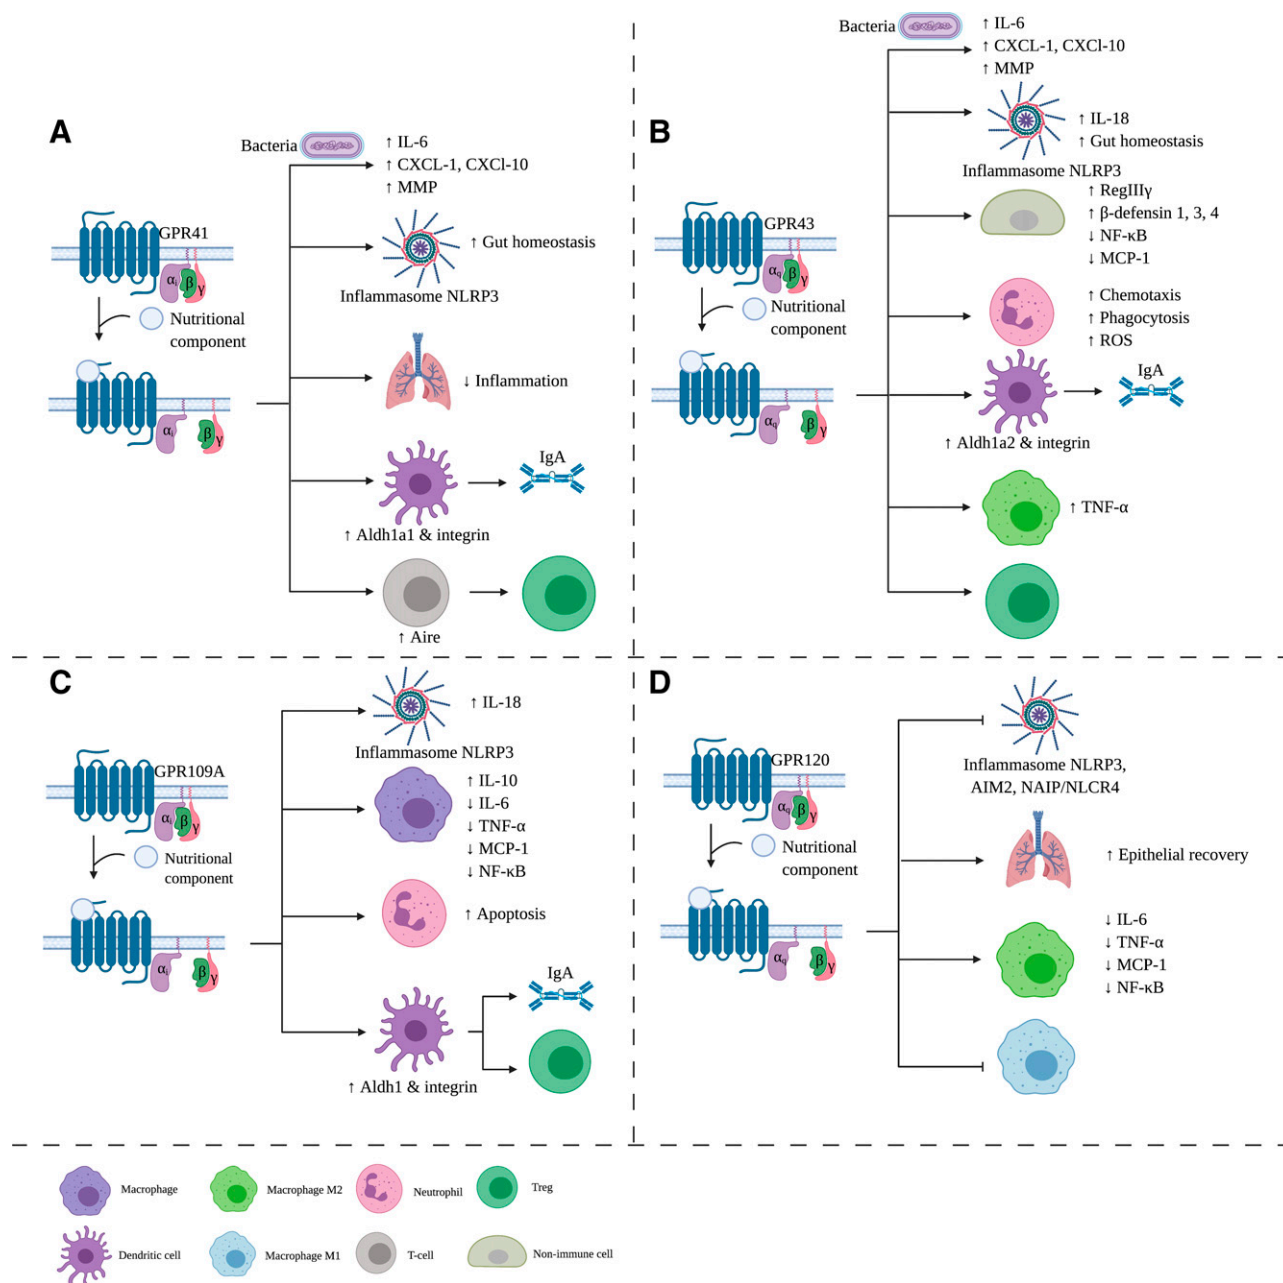 A
Bacteria
↑ IL-6
↑ CXCL-1, CXCl-10
↑ MMP
GPR41
αi
β
γ
Nutritional
component
αi
β
γ
↑ Gut homeostasis
Inflammasome NLRP3
↓ Inflammation
IgA
↑ Aldh1a1 & integrin
↑ Aire
B
Bacteria
↑ IL-6
↑ CXCL-1, CXCl-10
↑ MMP
GPR43
αq
β
γ
Nutritional
component
αq
β
γ
↑ IL-18
↑ Gut homeostasis
Inflammasome NLRP3
↑ RegIIIγ
↑ β-defensin 1, 3, 4
↓ NF-κB
↓ MCP-1
↑ Chemotaxis
↑ Phagocytosis
↑ ROS
IgA
↑ Aldh1a2 & integrin
↑ TNF-α
C
GPR109A
αi
β
γ
Nutritional
component
αi
β
γ
↑ IL-18
Inflammasome NLRP3
↑ IL-10
↓ IL-6
↓ TNF-α
↓ MCP-1
↓ NF-κB
↑ Apoptosis
IgA
↑ Aldh1 & integrin
D
GPR120
αq
β
γ
Nutritional
component
αq
β
γ
Inflammasome NLRP3,
AIM2, NAIP/NLCR4
↑ Epithelial recovery
↓ IL-6
↓ TNF-α
↓ MCP-1
↓ NF-κB
Macrophage
Macrophage M2
Neutrophil
Treg
Dendritic cell
Macrophage M1
T-cell
Non-immune cell